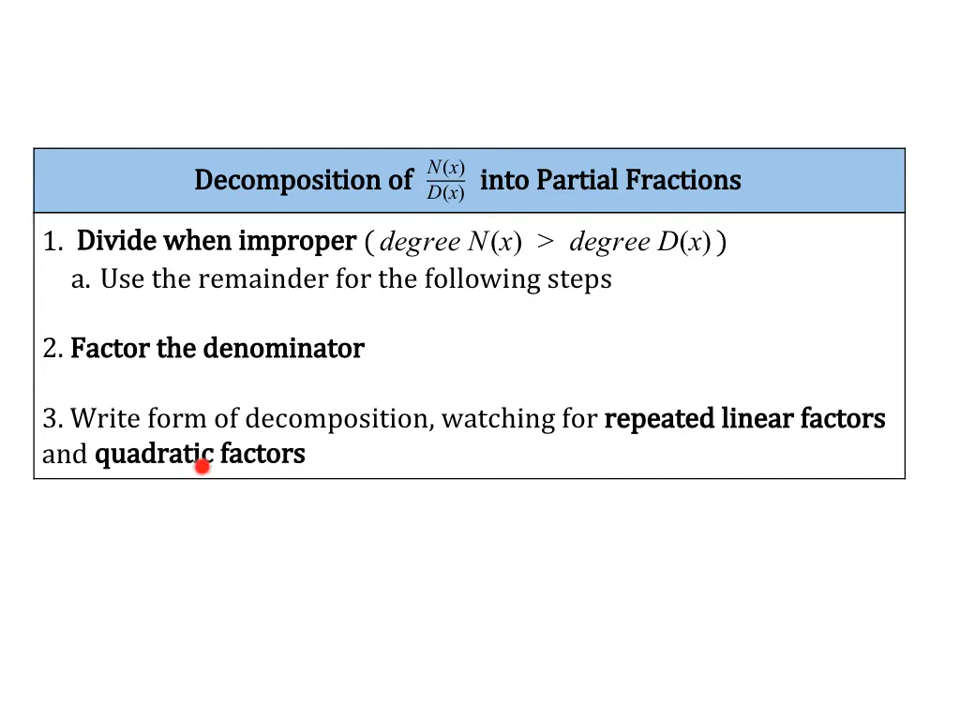 Decomposition of N(x)/D(x) into Partial Fractions
1. Divide when improper ( degree N(x) > degree D(x) )
a. Use the remainder for the following steps
2. Factor the denominator
3. Write form of decomposition, watching for repeated linear factors
and quadratic factors